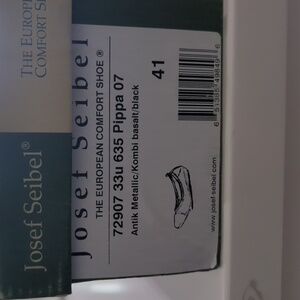 THE EUROPEAN
COMFORT
Josef Seibel®
Josef Seibel
THE EUROPEAN COMFORT SHOE ®
72907 33u 635 Pippa 07
Antik Metallic/Kombi basalt/black
41
www.josef-seibel.com